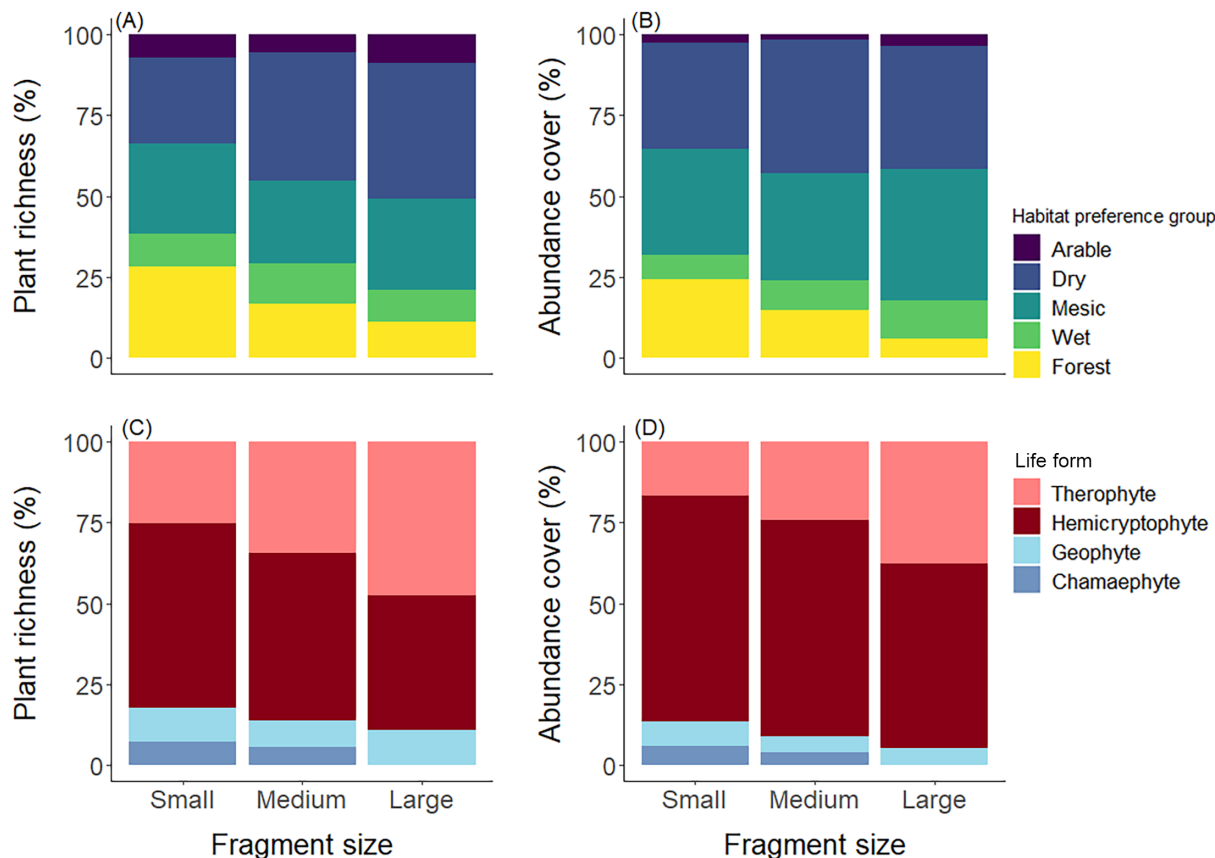 (A)
Plant richness (%)
100
75
50
25
0
(B)
Abundance cover (%)
100
75
50
25
0
Habitat preference group
Arable
Dry
Mesic
Wet
Forest
(C)
Plant richness (%)
100
75
50
25
0
Small Medium Large
Fragment size
(D)
Abundance cover (%)
100
75
50
25
0
Small Medium Large
Fragment size
Life form
Therophyte
Hemicryptophyte
Geophyte
Chamaephyte